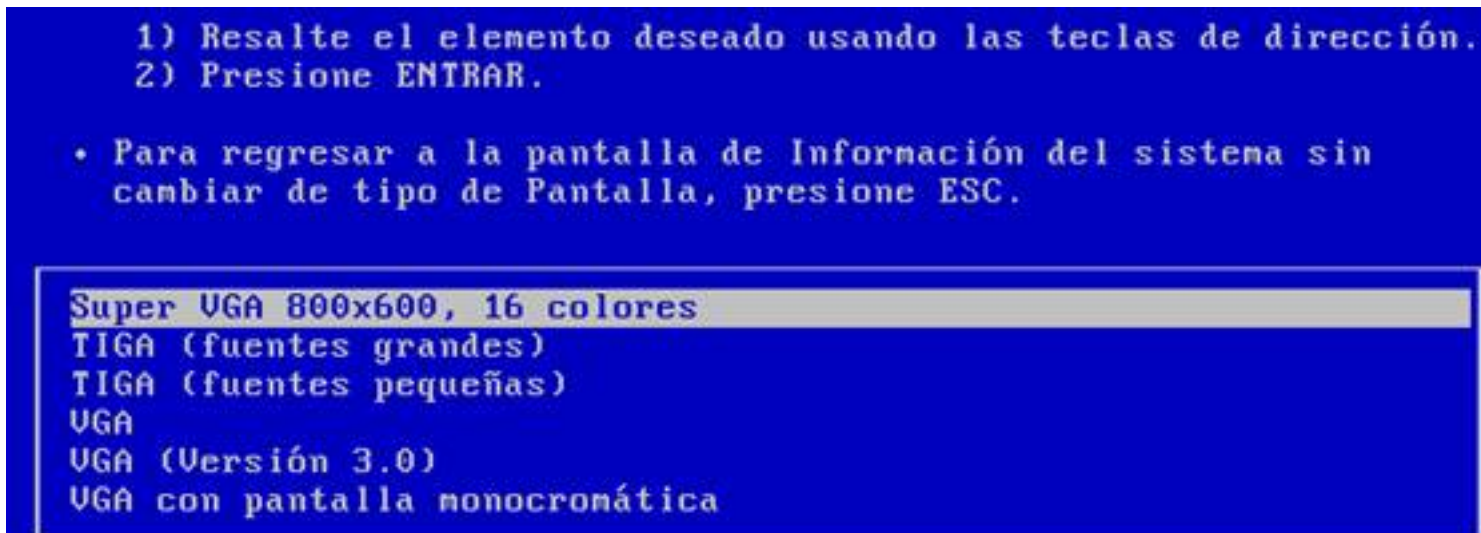 1) Resalte el elemento deseado usando las teclas de dirección.
2) Presione ENTRAR.
• Para regresar a la pantalla de Información del sistema sin
cambiar de tipo de Pantalla, presione ESC.
Super VGA 800x600, 16 colores
TIGA (fuentes grandes)
TIGA (fuentes pequeñas)
VGA
VGA (Versión 3.0)
VGA con pantalla monocromática